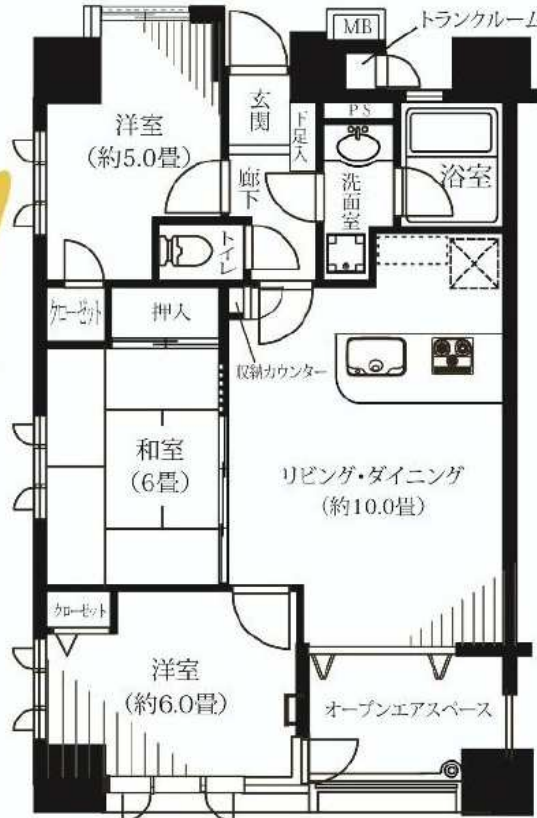 MB
トランクルーム
洋室
(約5.0畳)
玄関
下足入
PS
洗面室
浴室
廊下
トイレ
クローゼット
押入
収納カウンター
和室
(6畳)
リビング・ダイニング
(約10.0畳)
クローゼット
洋室
(約6.0畳)
オープンエアスペース